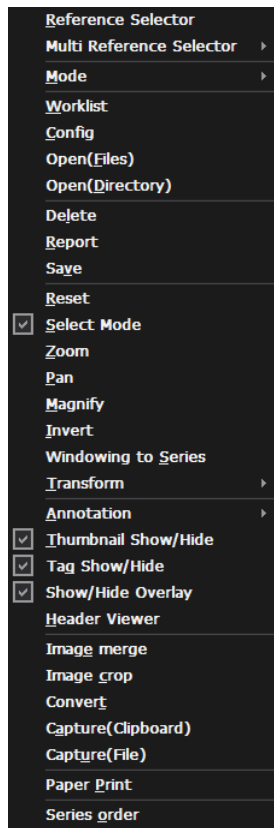 Reference Selector
Multi Reference Selector
Mode
Worklist
Config
Open(Files)
Open(Directory)
Delete
Report
Save
Reset
Select Mode
Zoom
Pan
Magnify
Invert
Windowing to Series
Transform
Annotation
Thumbnail Show/Hide
Tag Show/Hide
Show/Hide Overlay
Header Viewer
Image merge
Image crop
Convert
Capture(Clipboard)
Capture(File)
Paper Print
Series order